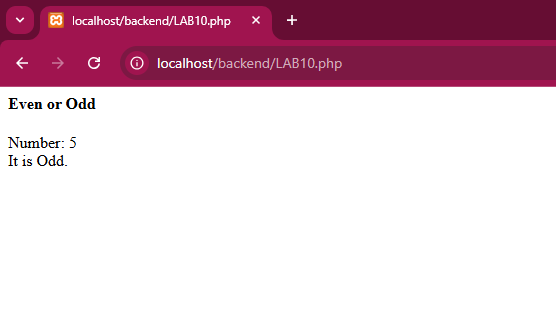 localhost/backend/LAB10.php
localhost/backend/LAB10.php
Even or Odd
Number: 5
It is Odd.